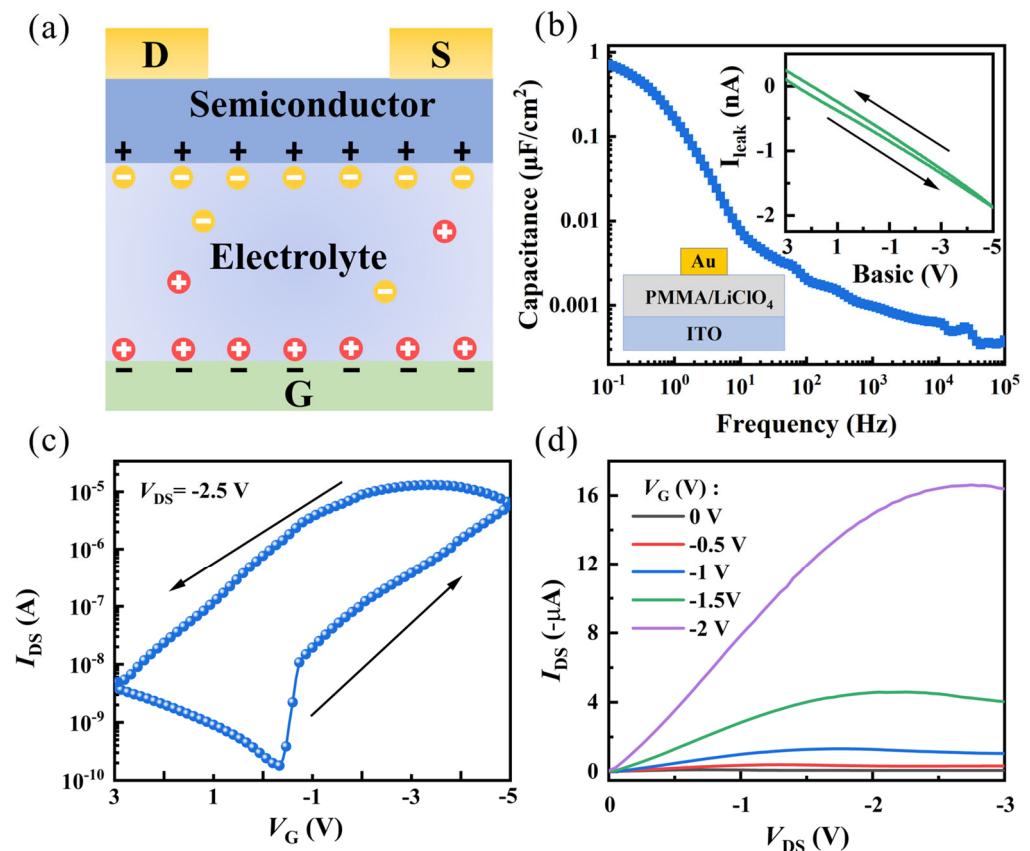 (a)
D
S
Semiconductor
+ + + + + + +
− − − − − − −
−
+
Electrolyte
+
−
+ + + + + + +
− − − − − − −
G
(b)
Capacitance (μF/cm²)
1
0.1
0.01
0.001
10⁻¹ 10⁰ 10¹ 10² 10³ 10⁴ 10⁵
Frequency (Hz)
I_leak (nA)
0
-1
-2
3 1 -1 -3 -5
Basic (V)
Au
PMMA/LiClO₄
ITO
(c)
V_DS= -2.5 V
I_DS (A)
10⁻⁵
10⁻⁶
10⁻⁷
10⁻⁸
10⁻⁹
10⁻¹⁰
3 1 -1 -3 -5
V_G (V)
(d)
V_G (V) :
0 V
-0.5 V
-1 V
-1.5V
-2 V
I_DS (-μA)
16
12
8
4
0
0 -1 -2 -3
V_DS (V)